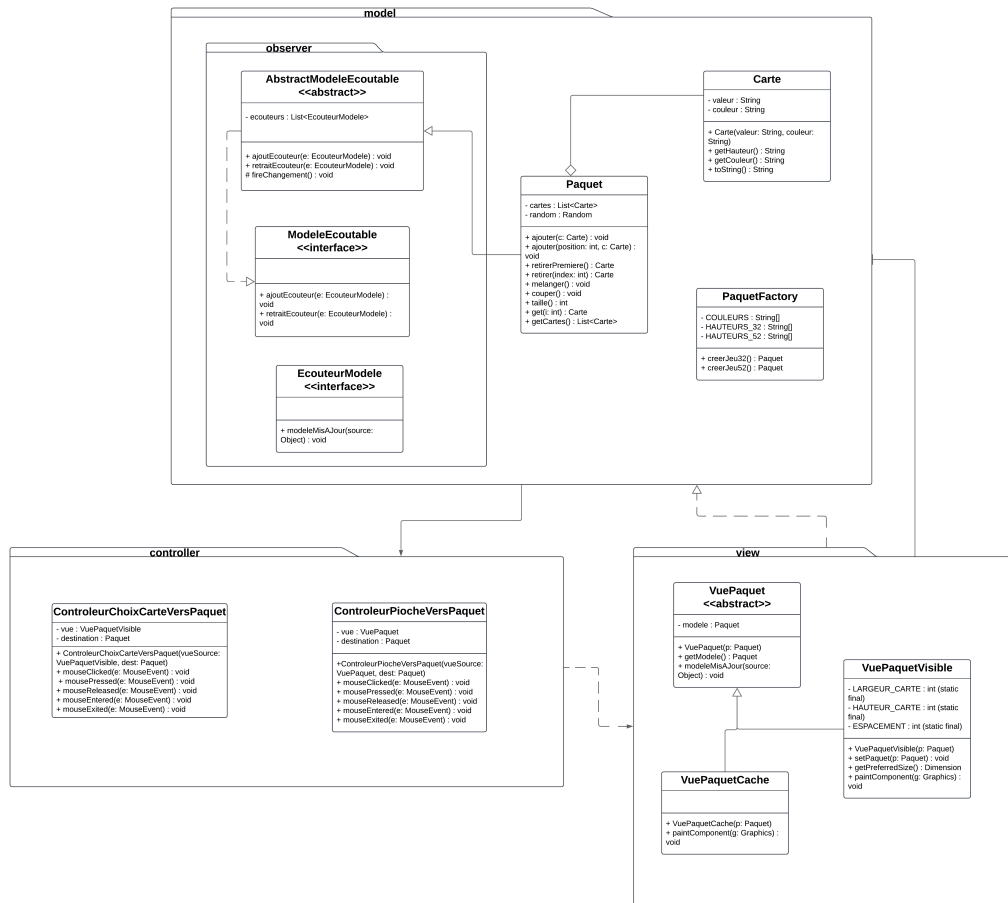 model
observer
AbstractModeleEcoutable
<<abstract>>
- ecouteurs : List<EcouteurModele>
+ ajoutEcouteur(e: EcouteurModele) : void
+ retraitEcouteur(e: EcouteurModele) : void
# fireChangement() : void
ModeleEcoutable
<<interface>>
+ ajoutEcouteur(e: EcouteurModele) :
void
+ retraitEcouteur(e: EcouteurModele) :
void
EcouteurModele
<<interface>>
+ modeleMisAJour(source:
Object) : void
Paquet
- cartes : List<Carte>
- random : Random
+ ajouter(c: Carte) : void
+ ajouter(position: int, c: Carte) :
void
+ retirerPremiere() : Carte
+ retirer(index: int) : Carte
+ melanger() : void
+ couper() : void
+ taille() : int
+ get(i: int) : Carte
+ getCartes() : List<Carte>
Carte
- valeur : String
- couleur : String
+ Carte(valeur: String, couleur:
String)
+ getHauteur() : String
+ getCouleur() : String
+ toString() : String
PaquetFactory
- COULEURS : String[]
- HAUTEURS_32 : String[]
- HAUTEURS_52 : String[]
+ creerJeu32() : Paquet
+ creerJeu52() : Paquet
controller
ControleurChoixCarteVersPaquet
- vue : VuePaquetVisible
- destination : Paquet
+ ControleurChoixCarteVersPaquet(vueSource:
VuePaquetVisible, dest: Paquet)
+ mouseClicked(e: MouseEvent) : void
+ mousePressed(e: MouseEvent) : void
+ mouseReleased(e: MouseEvent) : void
+ mouseEntered(e: MouseEvent) : void
+ mouseExited(e: MouseEvent) : void
ControleurPiocheVersPaquet
- vue : VuePaquet
- destination : Paquet
+ControleurPiocheVersPaquet(vueSource:
VuePaquet, dest: Paquet)
+ mouseClicked(e: MouseEvent) : void
+ mousePressed(e: MouseEvent) : void
+ mouseReleased(e: MouseEvent) : void
+ mouseEntered(e: MouseEvent) : void
+ mouseExited(e: MouseEvent) : void
view
VuePaquet
<<abstract>>
- modele : Paquet
+ VuePaquet(p: Paquet)
+ getModele() : Paquet
+ modeleMisAJour(source:
Object) : void
VuePaquetVisible
- LARGEUR_CARTE : int (static
final)
- HAUTEUR_CARTE : int (static
final)
- ESPACEMENT : int (static final)
+ VuePaquetVisible(p: Paquet)
+ setPaquet(p: Paquet) : void
+ getPreferredSize() : Dimension
+ paintComponent(g: Graphics) :
void
VuePaquetCache
+ VuePaquetCache(p: Paquet)
+ paintComponent(g: Graphics) :
void